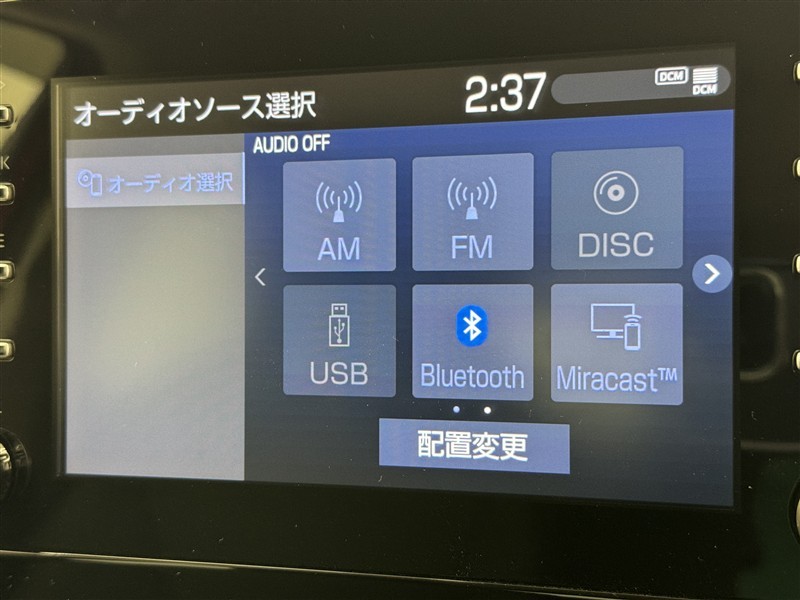 オーディオソース選択
2:37
DCM
DCM
オーディオ選択
AUDIO OFF
AM
FM
DISC
USB
Bluetooth
Miracast™
配置変更